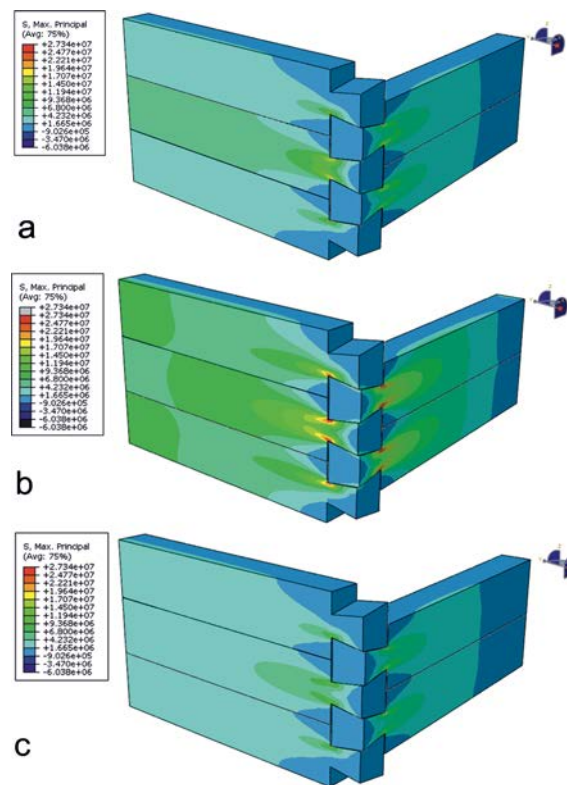 S, Max. Principal
(Avg: 75%)
+2.734e+07
+2.477e+07
+2.221e+07
+1.964e+07
+1.707e+07
+1.450e+07
+1.194e+07
+9.368e+06
+6.800e+06
+4.232e+06
+1.665e+06
-9.026e+05
-3.470e+06
-6.038e+06
a
S, Max. Principal
(Avg: 75%)
+2.734e+07
+2.734e+07
+2.477e+07
+2.221e+07
+1.964e+07
+1.707e+07
+1.450e+07
+1.194e+07
+9.368e+06
+6.800e+06
+4.232e+06
+1.665e+06
-9.026e+05
-3.470e+06
-6.038e+06
-6.038e+06
b
S, Max. Principal
(Avg: 75%)
+2.734e+07
+2.477e+07
+2.221e+07
+1.964e+07
+1.707e+07
+1.450e+07
+1.194e+07
+9.368e+06
+6.800e+06
+4.232e+06
+1.665e+06
-9.026e+05
-3.470e+06
-6.038e+06
c